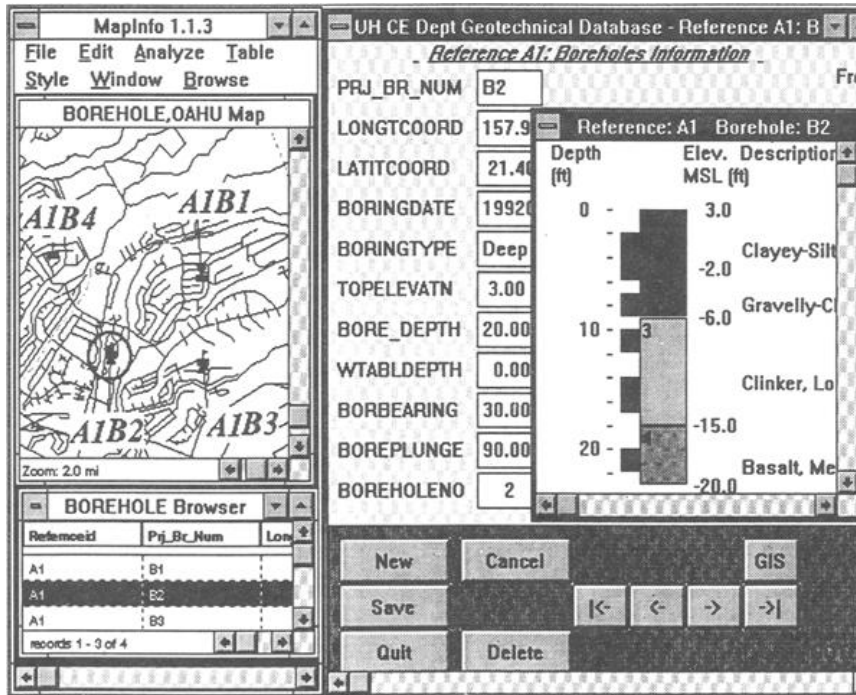 MapInfo 1.1.3
File Edit Analyze Table
Style Window Browse
BOREHOLE,OAHU Map
A1B4
A1B1
A1B2
A1B3
Zoom: 2.0 mi
BOREHOLE Browser
Refernceid Prj_Br_Num Lon
A1 B1
A1 B2
A1 B3
records 1 - 3 of 4
UH CE Dept Geotechnical Database - Reference A1: B
Reference A1: Boreholes Information
PRJ_BR_NUM B2 Fr
LONGTCOORD 157.9
LATITCOORD 21.40
BORINGDATE 1992
BORINGTYPE Deep
TOPELEVATN 3.00
BORE_DEPTH 20.00
WTABLDEPTH 0.00
BORBEARING 30.00
BOREPLUNGE 90.00
BOREHOLENO 2
Reference: A1 Borehole: B2
Depth Elev. Description
(ft) MSL (ft)
0 - 3.0
Clayey-Silt
-2.0
Gravelly-Cl
-6.0
10 - 3
Clinker, Lo
-15.0
20 -
Basalt, Me
-20.0
New Cancel GIS
Save |<- <- -> ->|
Quit Delete